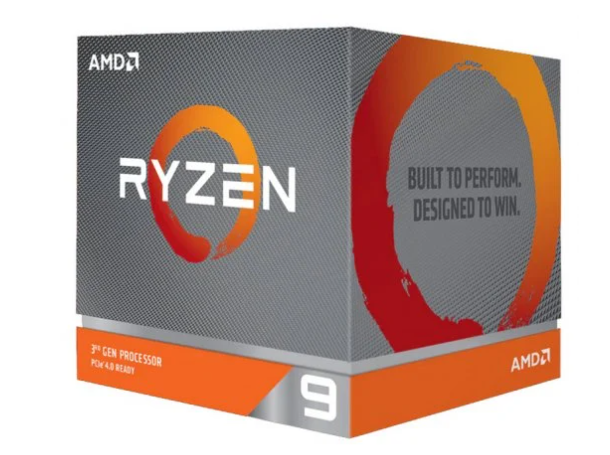 AMD
RYZEN
3rd GEN PROCESSOR
PCIe® 4.0 READY
9
BUILT TO PERFORM.
DESIGNED TO WIN.
AMD